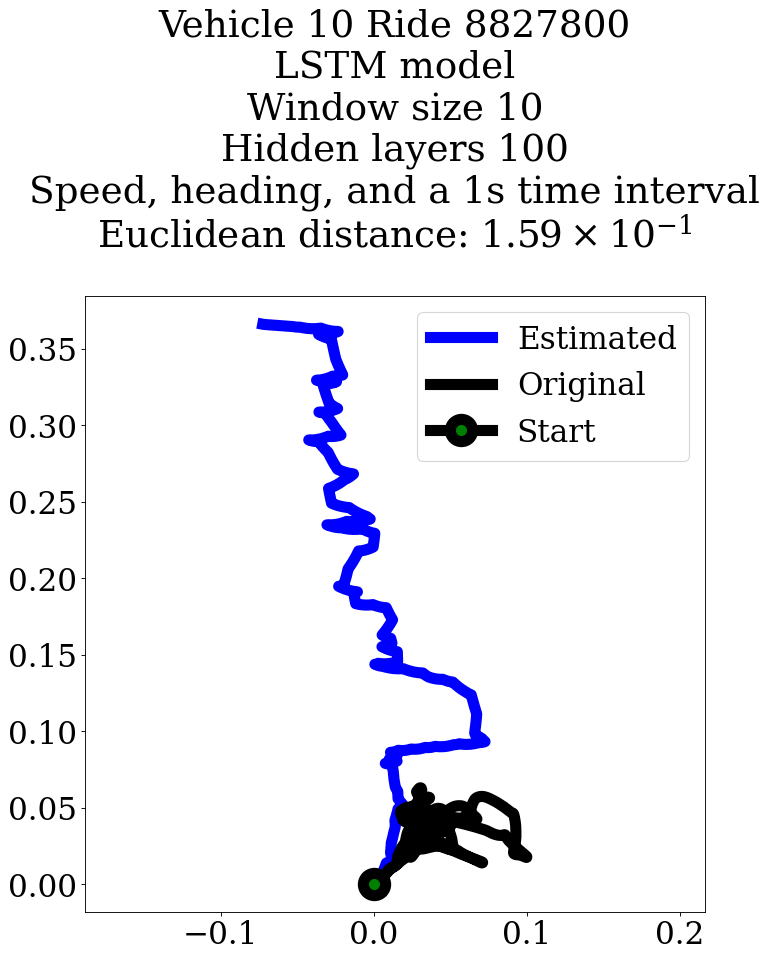 Vehicle 10 Ride 8827800
LSTM model
Window size 10
Hidden layers 100
Speed, heading, and a 1s time interval
Euclidean distance: 1.59 × 10⁻¹
Estimated
Original
Start
0.35
0.30
0.25
0.20
0.15
0.10
0.05
0.00
−0.1 0.0 0.1 0.2